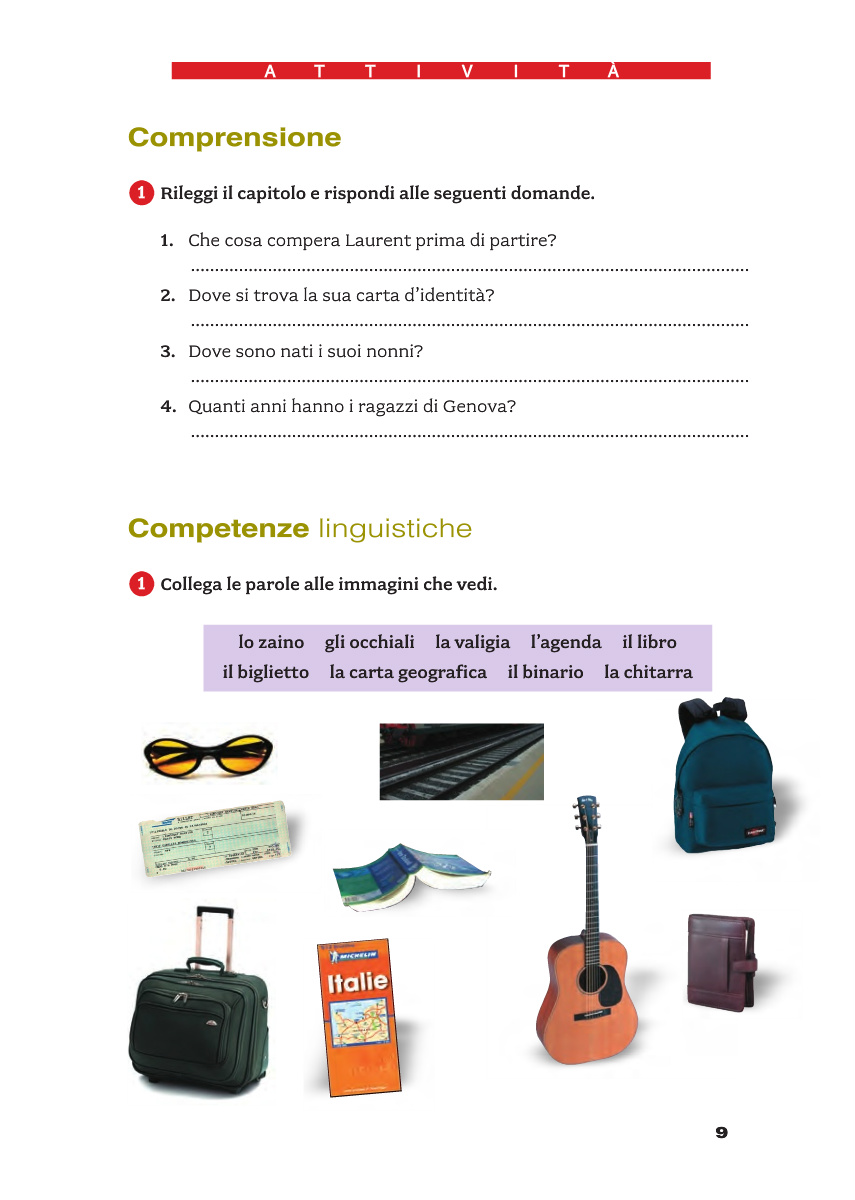 A T T I V I T À
Comprensione
1 Rileggi il capitolo e rispondi alle seguenti domande.
1. Che cosa compera Laurent prima di partire?
2. Dove si trova la sua carta d'identità?
3. Dove sono nati i suoi nonni?
4. Quanti anni hanno i ragazzi di Genova?
Competenze linguistiche
1 Collega le parole alle immagini che vedi.
lo zaino gli occhiali la valigia l'agenda il libro
il biglietto la carta geografica il binario la chitarra
MICHELIN
Italie
9